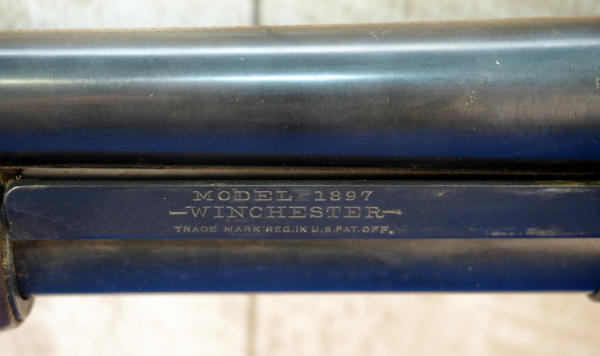 MODEL 1897
—WINCHESTER—
TRADE MARK REG. IN U.S. PAT. OFF.